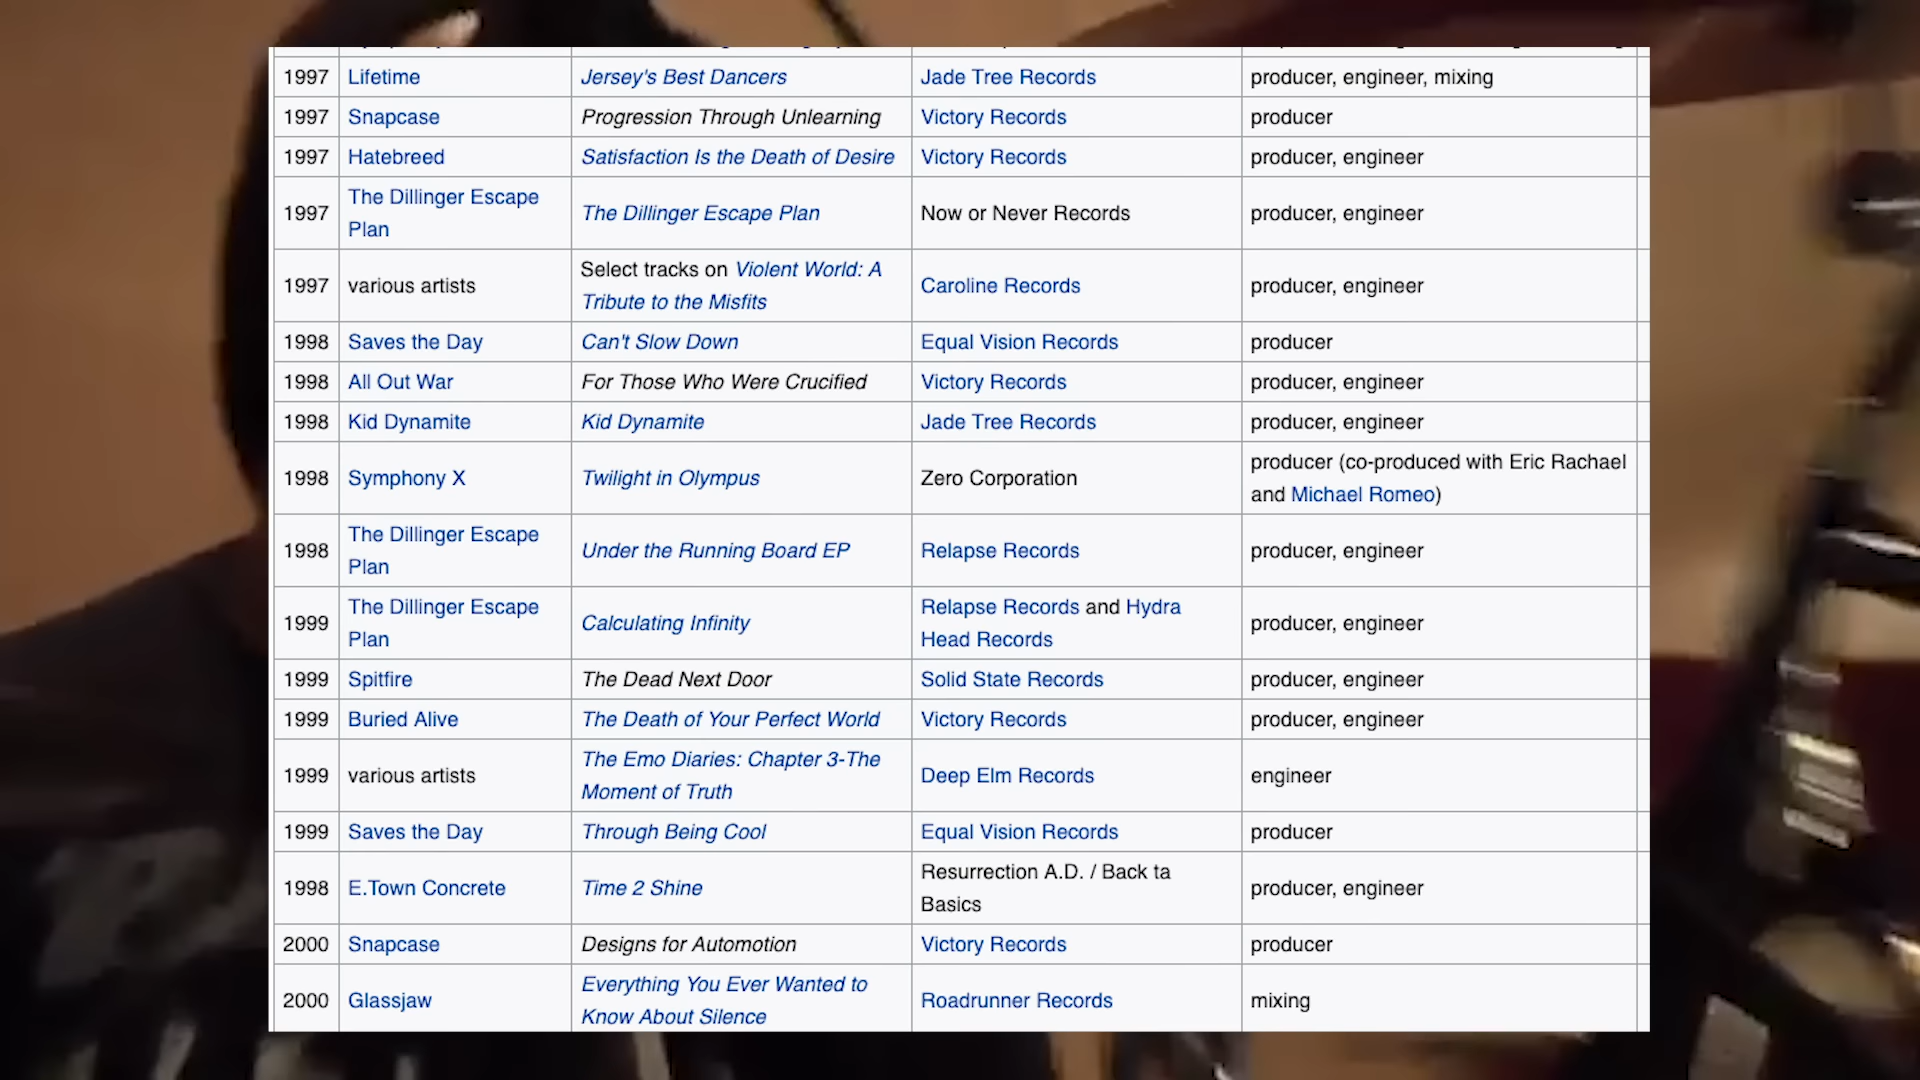 1997 Lifetime Jersey's Best Dancers Jade Tree Records producer, engineer, mixing
1997 Snapcase Progression Through Unlearning Victory Records producer
1997 Hatebreed Satisfaction Is the Death of Desire Victory Records producer, engineer
1997 The Dillinger Escape
Plan The Dillinger Escape Plan Now or Never Records producer, engineer
1997 various artists Select tracks on Violent World: A
Tribute to the Misfits Caroline Records producer, engineer
1998 Saves the Day Can't Slow Down Equal Vision Records producer
1998 All Out War For Those Who Were Crucified Victory Records producer, engineer
1998 Kid Dynamite Kid Dynamite Jade Tree Records producer, engineer
1998 Symphony X Twilight in Olympus Zero Corporation producer (co-produced with Eric Rachael
and Michael Romeo)
1998 The Dillinger Escape
Plan Under the Running Board EP Relapse Records producer, engineer
1999 The Dillinger Escape
Plan Calculating Infinity Relapse Records and Hydra
Head Records producer, engineer
1999 Spitfire The Dead Next Door Solid State Records producer, engineer
1999 Buried Alive The Death of Your Perfect World Victory Records producer, engineer
1999 various artists The Emo Diaries: Chapter 3-The
Moment of Truth Deep Elm Records engineer
1999 Saves the Day Through Being Cool Equal Vision Records producer
1998 E.Town Concrete Time 2 Shine Resurrection A.D. / Back ta
Basics producer, engineer
2000 Snapcase Designs for Automotion Victory Records producer
2000 Glassjaw Everything You Ever Wanted to
Know About Silence Roadrunner Records mixing